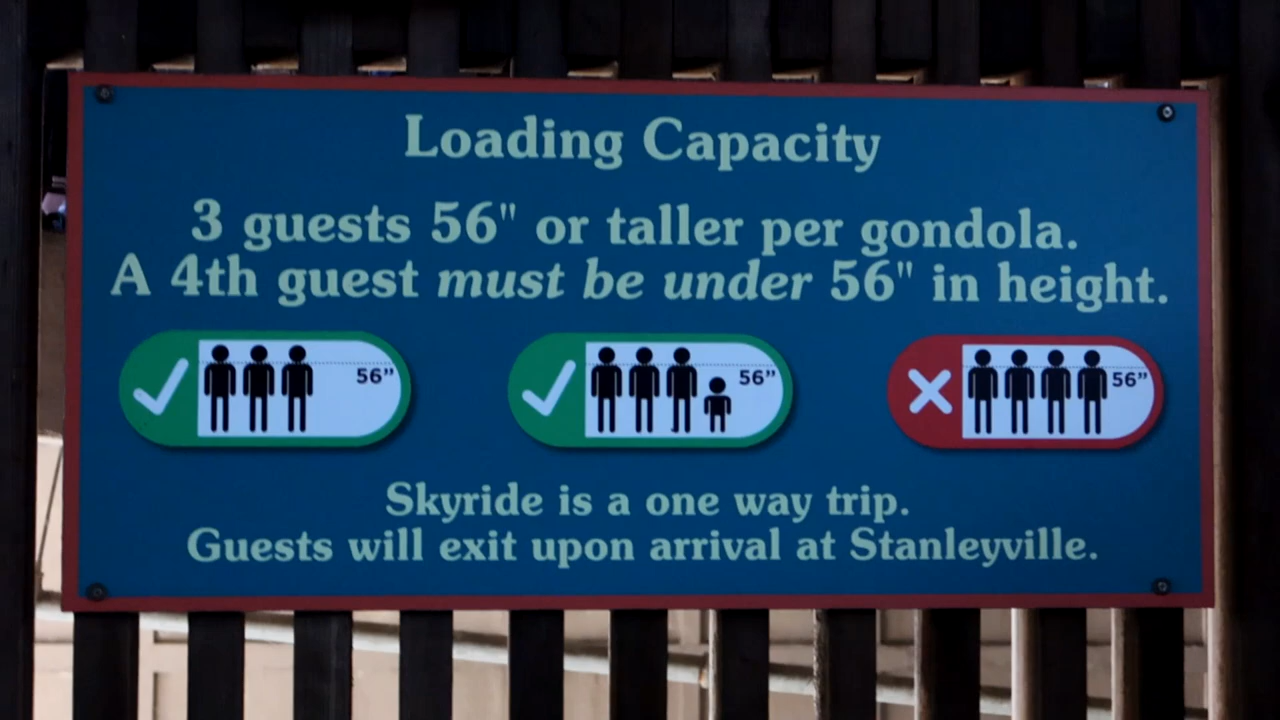 Loading Capacity
3 guests 56" or taller per gondola.
A 4th guest must be under 56" in height.
56”
56”
56”
Skyride is a one way trip.
Guests will exit upon arrival at Stanleyville.